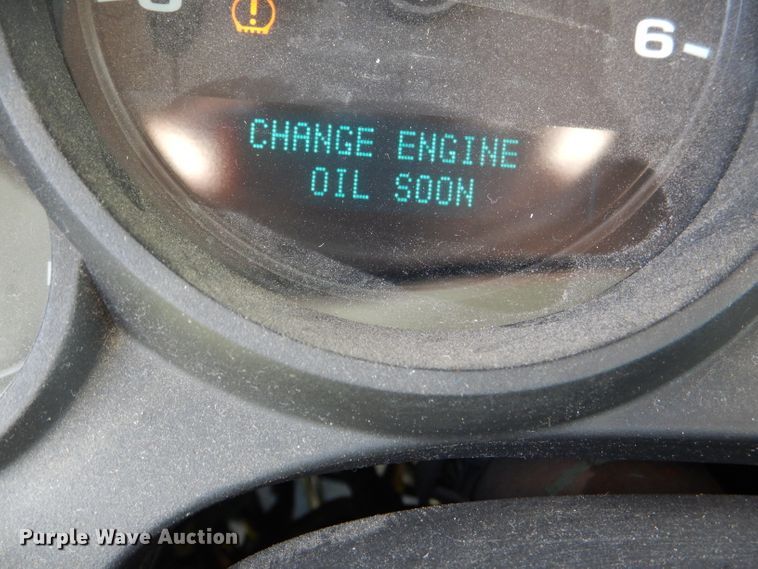 6
CHANGE ENGINE
OIL SOON
Purple Wave Auction